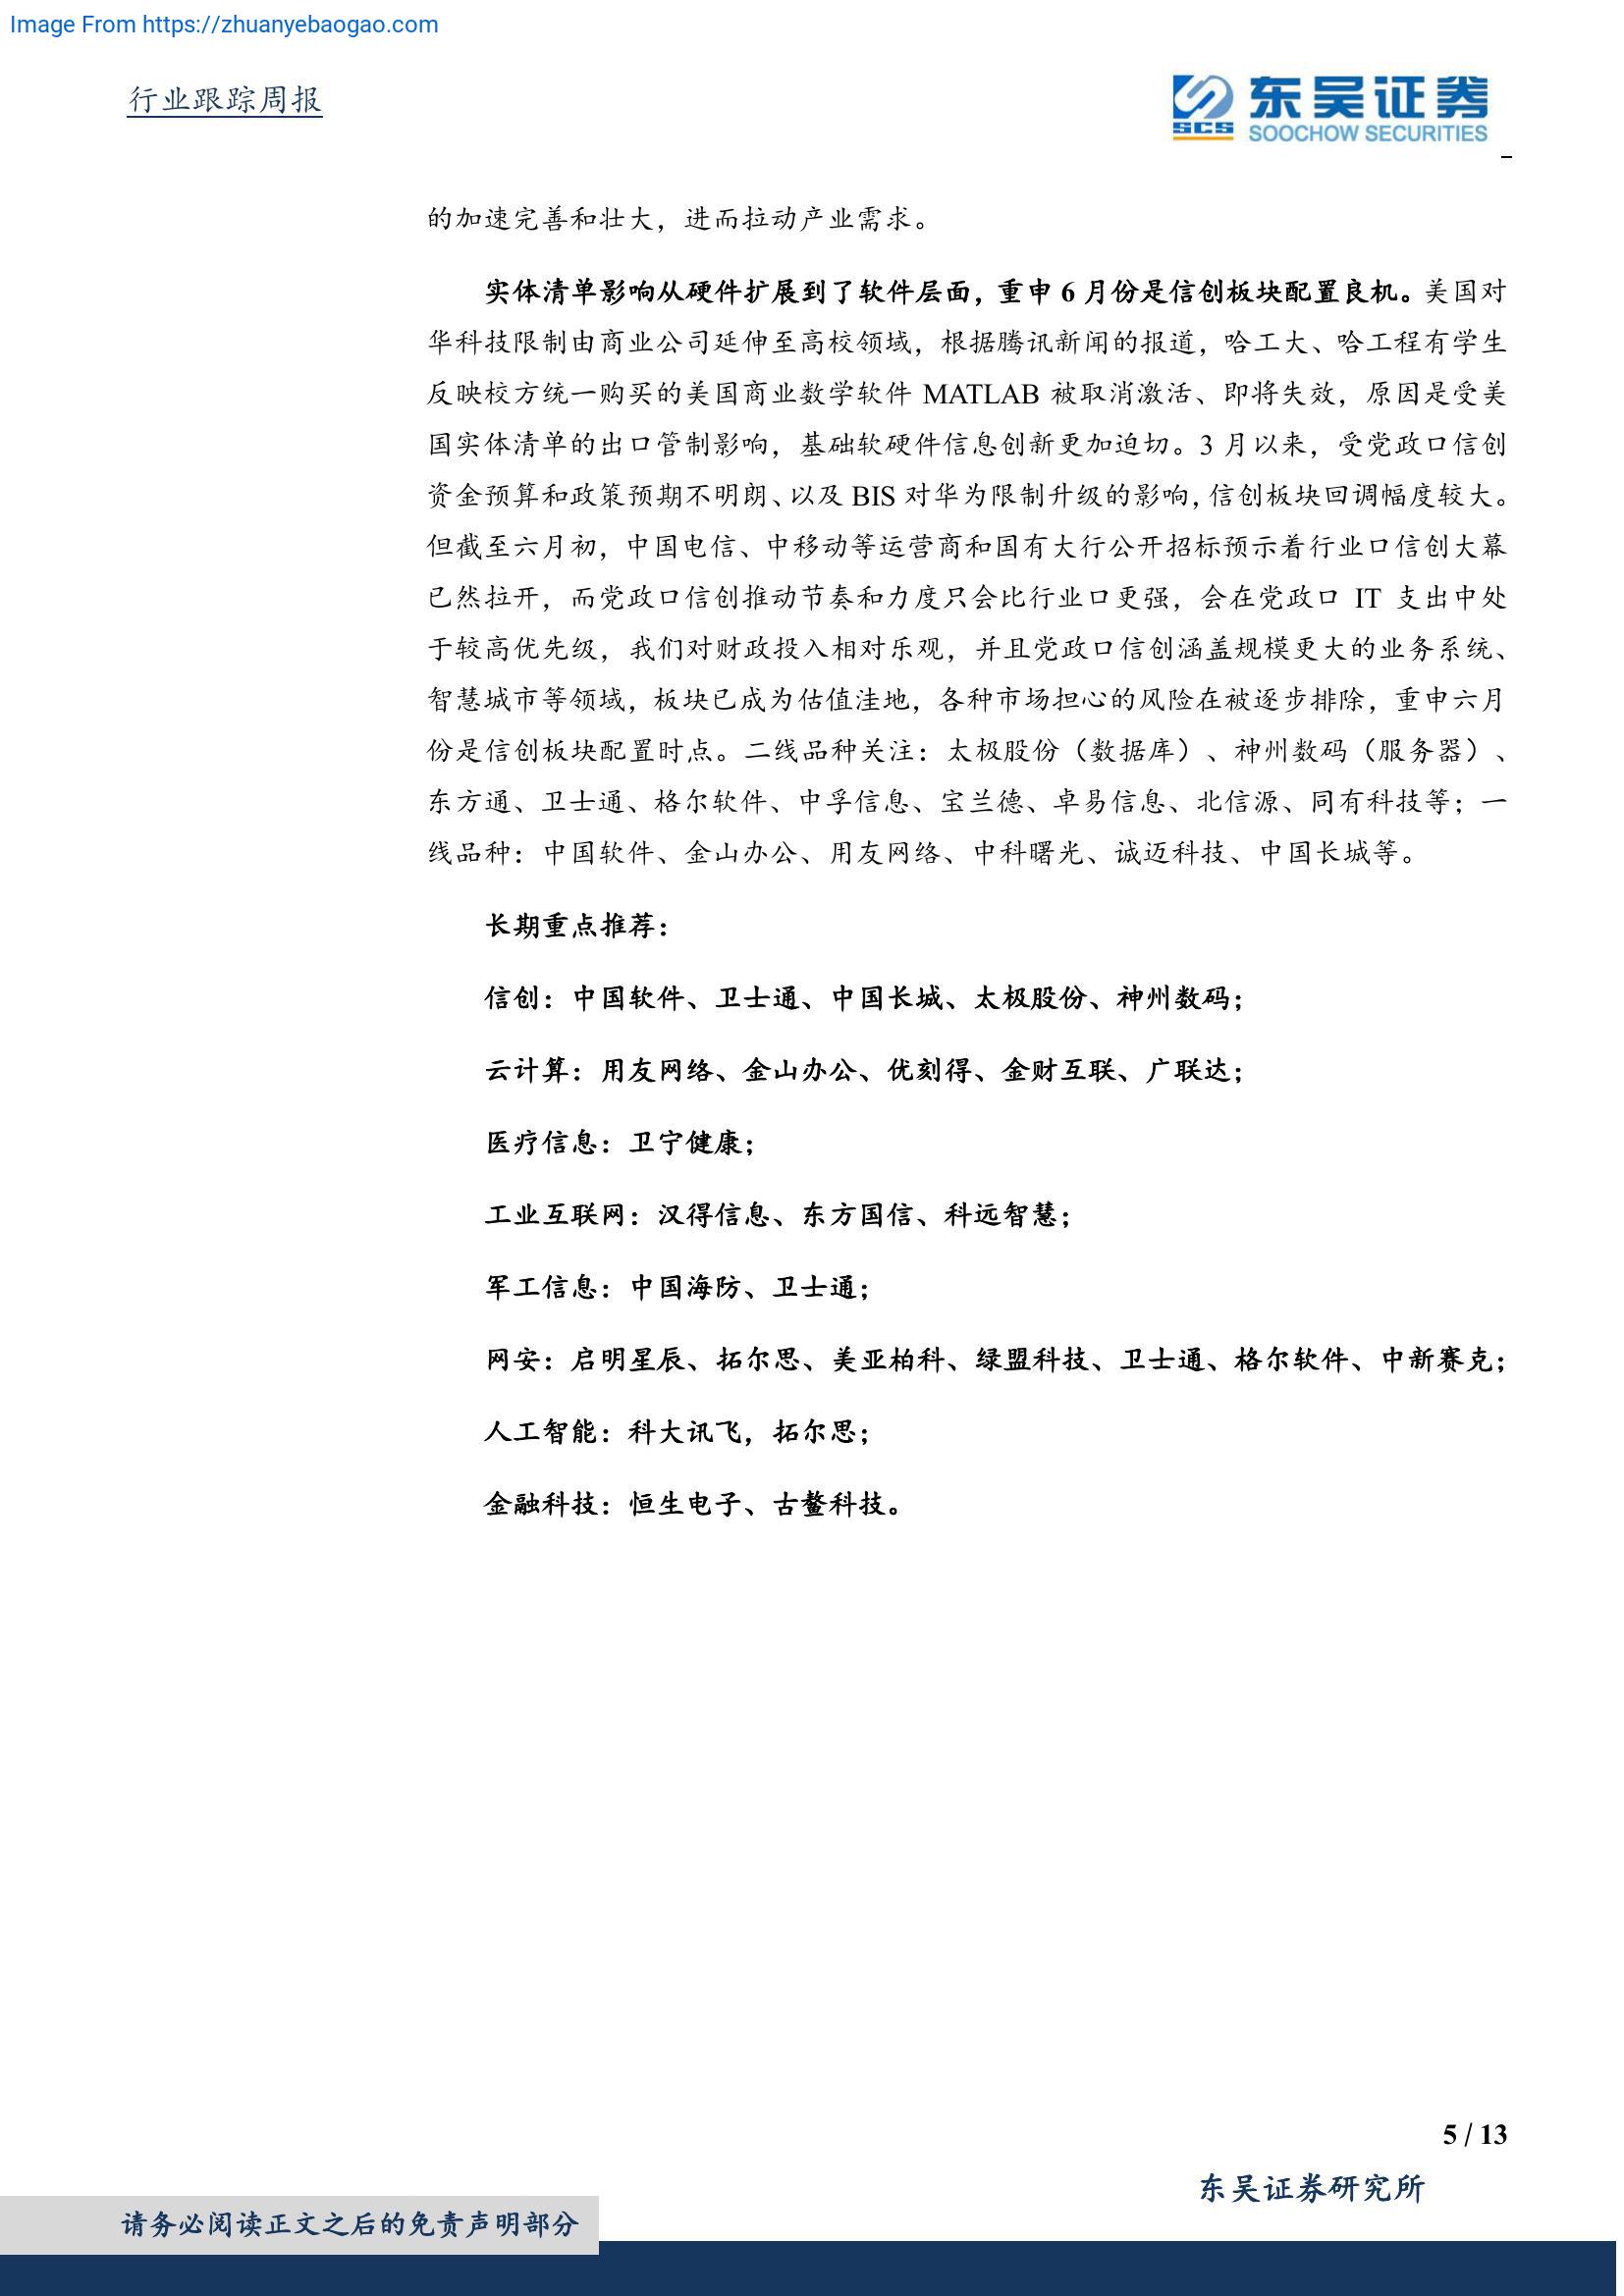 Image From https://zhuanyebaogao.com
行业跟踪周报
东吴证券
SCS
SOOCHOW SECURITIES
的加速完善和壮大，进而拉动产业需求。
实体清单影响从硬件扩展到了软件层面，重申 6 月份是信创板块配置良机。美国对
华科技限制由商业公司延伸至高校领域，根据腾讯新闻的报道，哈工大、哈工程有学生
反映校方统一购买的美国商业数学软件 MATLAB 被取消激活、即将失效，原因是受美
国实体清单的出口管制影响，基础软硬件信息创新更加迫切。3 月以来，受党政口信创
资金预算和政策预期不明朗、以及 BIS 对华为限制升级的影响，信创板块回调幅度较大。
但截至六月初，中国电信、中移动等运营商和国有大行公开招标预示着行业口信创大幕
已然拉开，而党政口信创推动节奏和力度只会比行业口更强，会在党政口 IT 支出中处
于较高优先级，我们对财政投入相对乐观，并且党政口信创涵盖规模更大的业务系统、
智慧城市等领域，板块已成为估值洼地，各种市场担心的风险在被逐步排除，重申六月
份是信创板块配置时点。二线品种关注：太极股份（数据库）、神州数码（服务器）、
东方通、卫士通、格尔软件、中孚信息、宝兰德、卓易信息、北信源、同有科技等；一
线品种：中国软件、金山办公、用友网络、中科曙光、诚迈科技、中国长城等。
长期重点推荐：
信创：中国软件、卫士通、中国长城、太极股份、神州数码；
云计算：用友网络、金山办公、优刻得、金财互联、广联达；
医疗信息：卫宁健康；
工业互联网：汉得信息、东方国信、科远智慧；
军工信息：中国海防、卫士通；
网安：启明星辰、拓尔思、美亚柏科、绿盟科技、卫士通、格尔软件、中新赛克；
人工智能：科大讯飞，拓尔思；
金融科技：恒生电子、古鳌科技。
5 / 13
东吴证券研究所
请务必阅读正文之后的免责声明部分